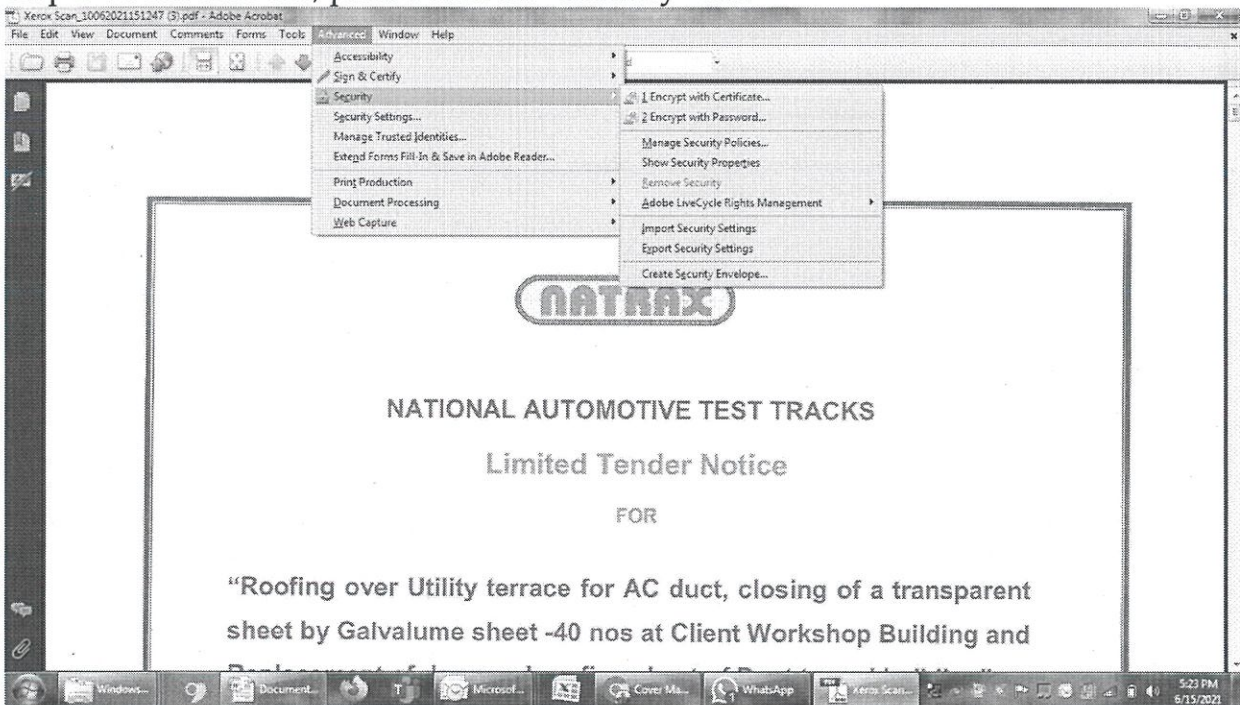 Xerox Scan_10062021151247 (3).pdf - Adobe Acrobat
File Edit View Document Comments Forms Tools Advanced Window Help
Accessibility
Sign & Certify
Security
Security Settings...
Manage Trusted Identities...
Extend Forms Fill-In & Save in Adobe Reader...
Print Production
Document Processing
Web Capture
1 Encrypt with Certificate...
2 Encrypt with Password...
Manage Security Policies...
Show Security Properties
Remove Security
Adobe LiveCycle Rights Management
Import Security Settings
Export Security Settings
Create Security Envelope...
NATRAX
NATIONAL AUTOMOTIVE TEST TRACKS
Limited Tender Notice
FOR
“Roofing over Utility terrace for AC duct, closing of a transparent
sheet by Galvalume sheet -40 nos at Client Workshop Building and
Windows... Document... Microsof... Cover Ma... WhatsApp Xerox Scan... 5:23 PM
6/15/2021